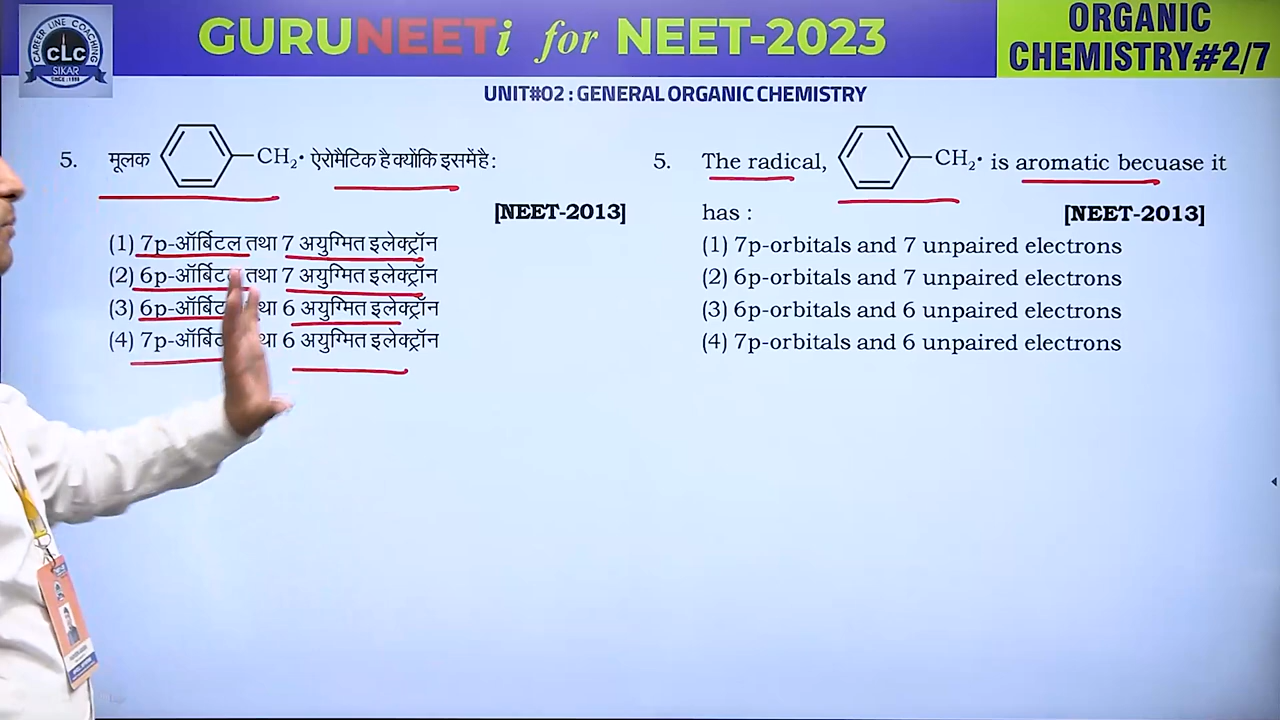 CAREER LINE COACHING
CLC
SIKAR
SINCE : 1996
GURUNEETi for NEET-2023
ORGANIC
CHEMISTRY#2/7
UNIT#02 : GENERAL ORGANIC CHEMISTRY
5. मूलक CH2• ऐरोमैटिक है क्योंकि इसमें है :
[NEET-2013]
(1) 7p-ऑर्बिटल तथा 7 अयुग्मित इलेक्ट्रॉन
(2) 6p-ऑर्बिटल तथा 7 अयुग्मित इलेक्ट्रॉन
(3) 6p-ऑर्बिट था 6 अयुग्मित इलेक्ट्रॉन
(4) 7p-ऑर्बिट था 6 अयुग्मित इलेक्ट्रॉन
5. The radical, CH2• is aromatic becuase it
has : [NEET-2013]
(1) 7p-orbitals and 7 unpaired electrons
(2) 6p-orbitals and 7 unpaired electrons
(3) 6p-orbitals and 6 unpaired electrons
(4) 7p-orbitals and 6 unpaired electrons